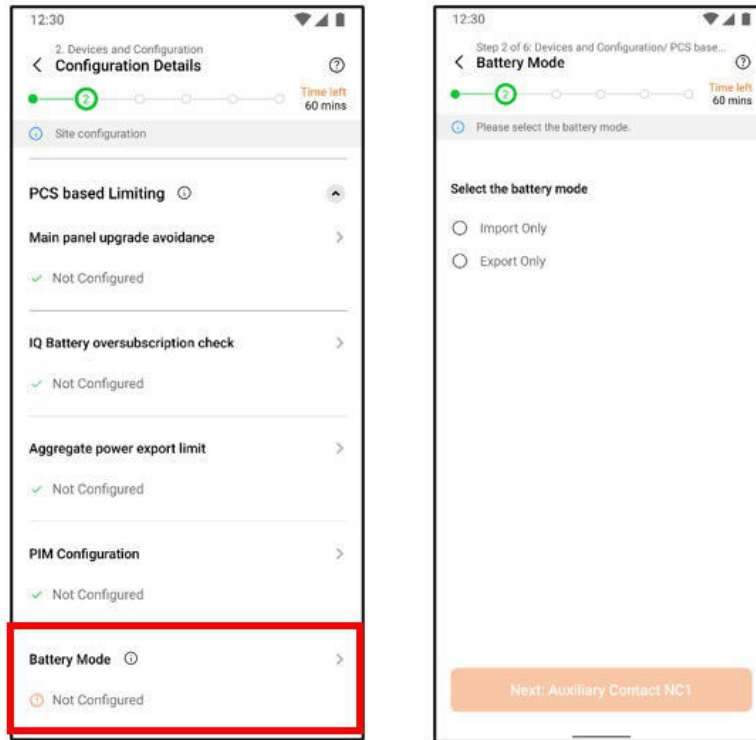 12:30
2. Devices and Configuration
Configuration Details
2
Time left
60 mins
Site configuration
PCS based Limiting
Main panel upgrade avoidance
Not Configured
IQ Battery oversubscription check
Not Configured
Aggregate power export limit
Not Configured
PIM Configuration
Not Configured
Battery Mode
Not Configured
12:30
Step 2 of 6: Devices and Configuration/ PCS base...
Battery Mode
2
Time left
60 mins
Please select the battery mode.
Select the battery mode
Import Only
Export Only
Next: Auxiliary Contact NC1